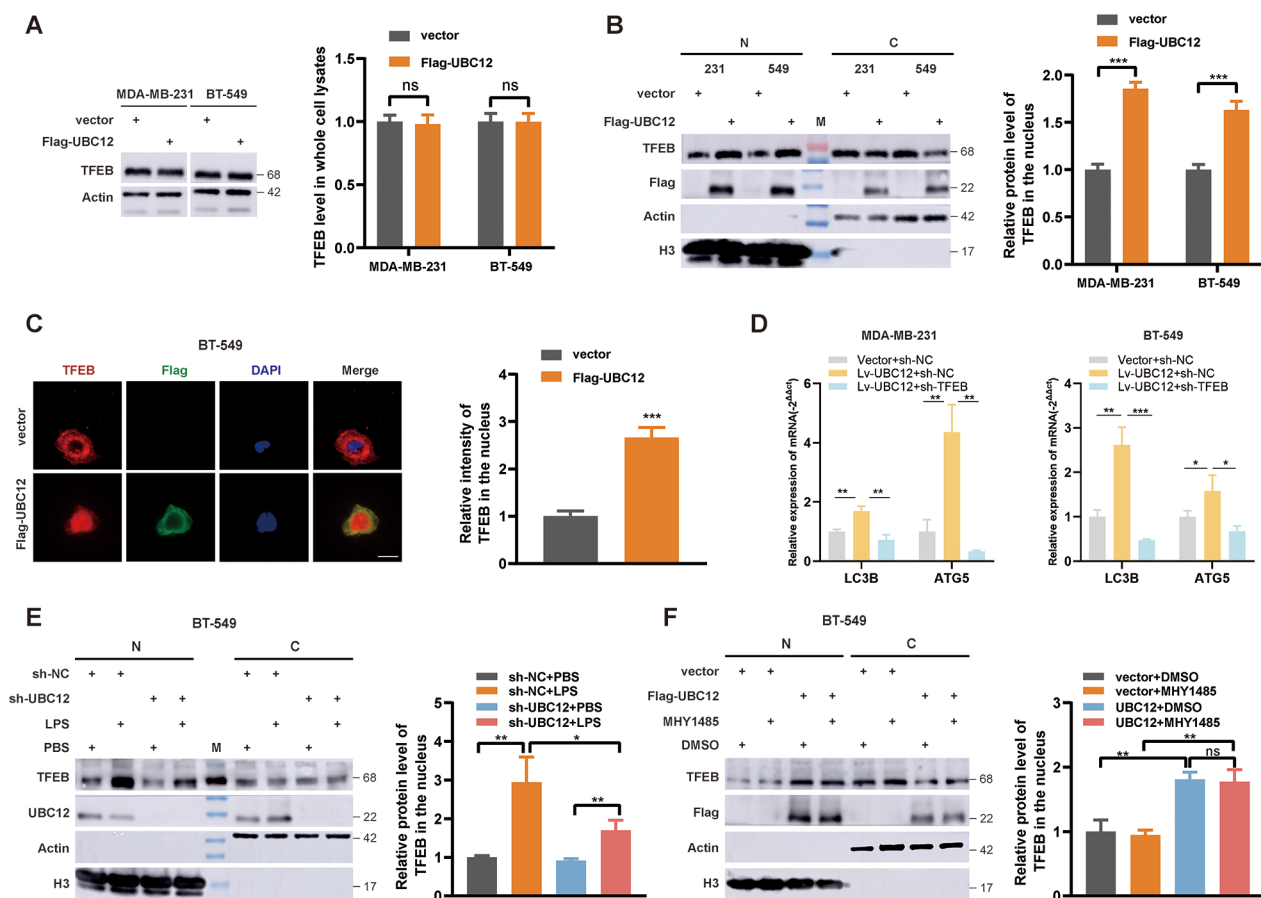 A
vector
Flag-UBC12
MDA-MB-231 BT-549
vector + +
Flag-UBC12 + +
TFEB 68
Actin 42
TFEB level in whole cell lysates
1.5
1.0
0.5
0.0
ns ns
MDA-MB-231 BT-549
B
N C
231 549 231 549
vector + + + +
Flag-UBC12 + + M + +
TFEB 68
Flag 22
Actin 42
H3 17
vector
Flag-UBC12
Relative protein level of
TFEB in the nucleus
2.0
1.5
1.0
0.5
0.0
*** ***
MDA-MB-231 BT-549
C
BT-549
TFEB Flag DAPI Merge
vector
Flag-UBC12
vector
Flag-UBC12
Relative intensity of
TFEB in the nucleus
4
3
2
1
0
***
D
MDA-MB-231
Vector+sh-NC
Lv-UBC12+sh-NC
Lv-UBC12+sh-TFEB
Relative expression of mRNA(-2ΔΔct)
6
4
2
0
** ** ** **
LC3B ATG5
BT-549
Vector+sh-NC
Lv-UBC12+sh-NC
Lv-UBC12+sh-TFEB
Relative expression of mRNA(-2ΔΔct)
4
3
2
1
0
** *** * *
LC3B ATG5
E
BT-549
N C
sh-NC + + + +
sh-UBC12 + + + +
LPS + + + +
PBS + + M + +
TFEB 68
UBC12 22
Actin 42
H3 17
sh-NC+PBS
sh-NC+LPS
sh-UBC12+PBS
sh-UBC12+LPS
Relative protein level of
TFEB in the nucleus
5
4
3
2
1
0
** * **
F
BT-549
N C
vector + + + +
Flag-UBC12 + + + +
MHY1485 + + + +
DMSO + + + +
TFEB 68
Flag 22
Actin 42
H3 17
vector+DMSO
vector+MHY1485
UBC12+DMSO
UBC12+MHY1485
Relative protein level of
TFEB in the nucleus
3
2
1
0
** ** ns